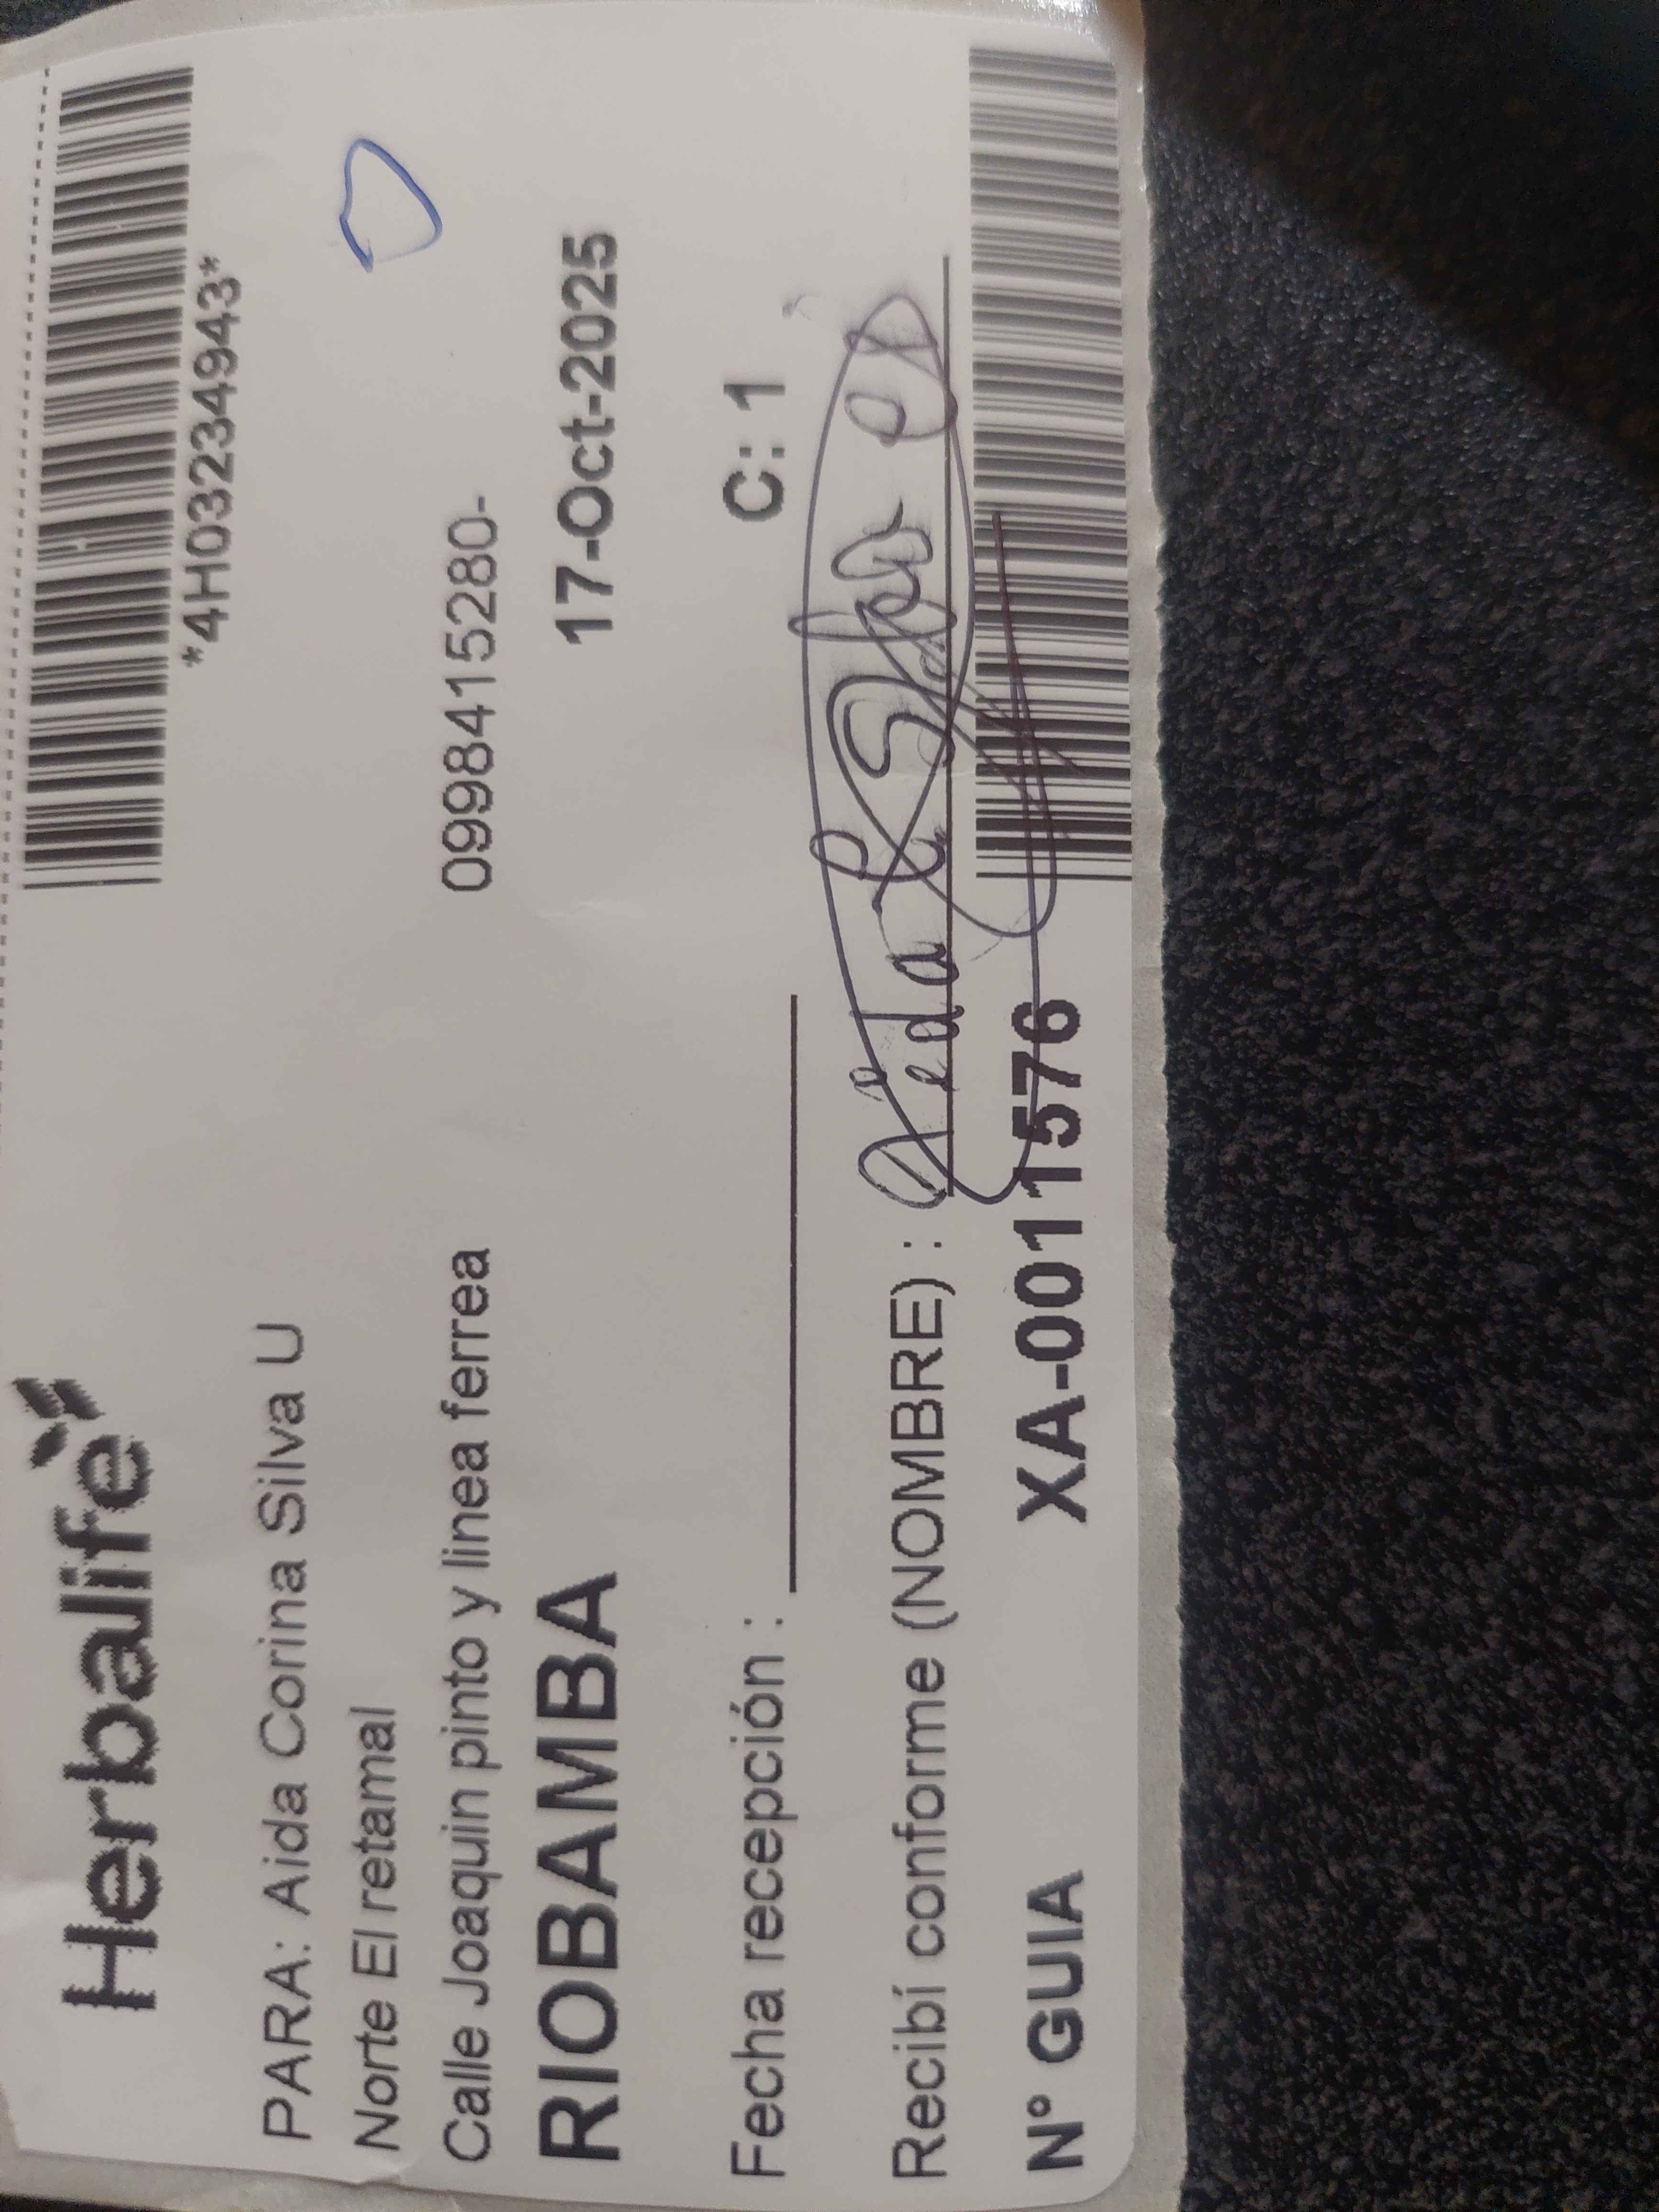 Herbalife
*4H03234943*
PARA: Aida Corina Silva U
Norte El retamal
Calle Joaquin pinto y linea ferrea 0998415280-
RIOBAMBA 17-Oct-2025
Fecha recepción : C: 1
Recibí conforme (NOMBRE) :
N° GUIA XA-0011576